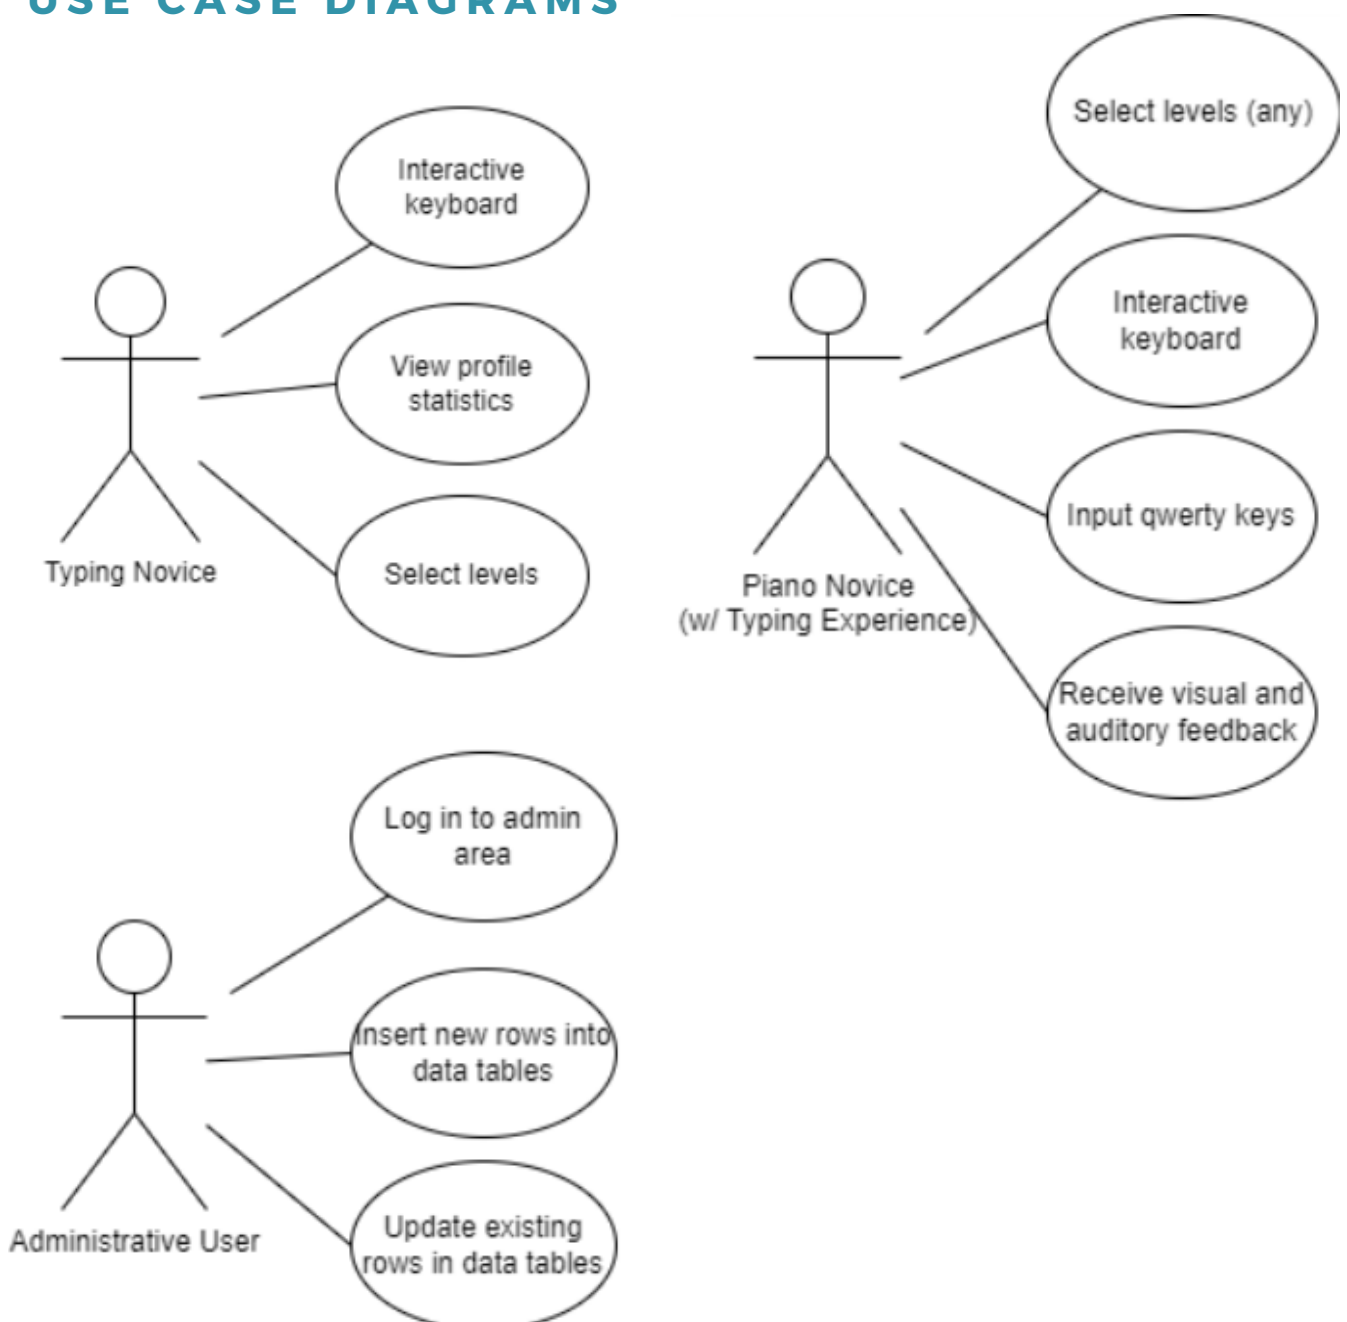 USE CASE DIAGRAMS
Interactive
keyboard
View profile
statistics
Select levels
Typing Novice
Select levels (any)
Interactive
keyboard
Input qwerty keys
Receive visual and
auditory feedback
Piano Novice
(w/ Typing Experience)
Log in to admin
area
Insert new rows into
data tables
Update existing
rows in data tables
Administrative User